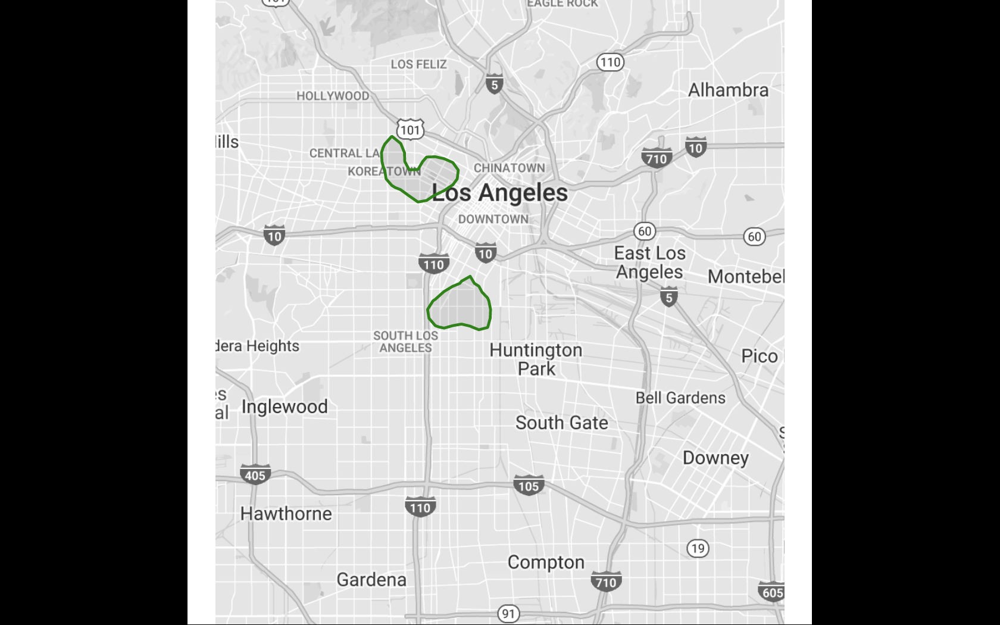 EAGLE ROCK
LOS FELIZ
110
5
Alhambra
HOLLYWOOD
101
ills
CENTRAL LA
10
710
KOREATOWN
CHINATOWN
Los Angeles
DOWNTOWN
10
60
60
10
110
East Los
Angeles
Montebel
5
SOUTH LOS
ANGELES
dera Heights
Huntington
Park
Pico
es
al
Inglewood
Bell Gardens
South Gate
Downey
405
105
110
Hawthorne
19
Compton
Gardena
710
605
91